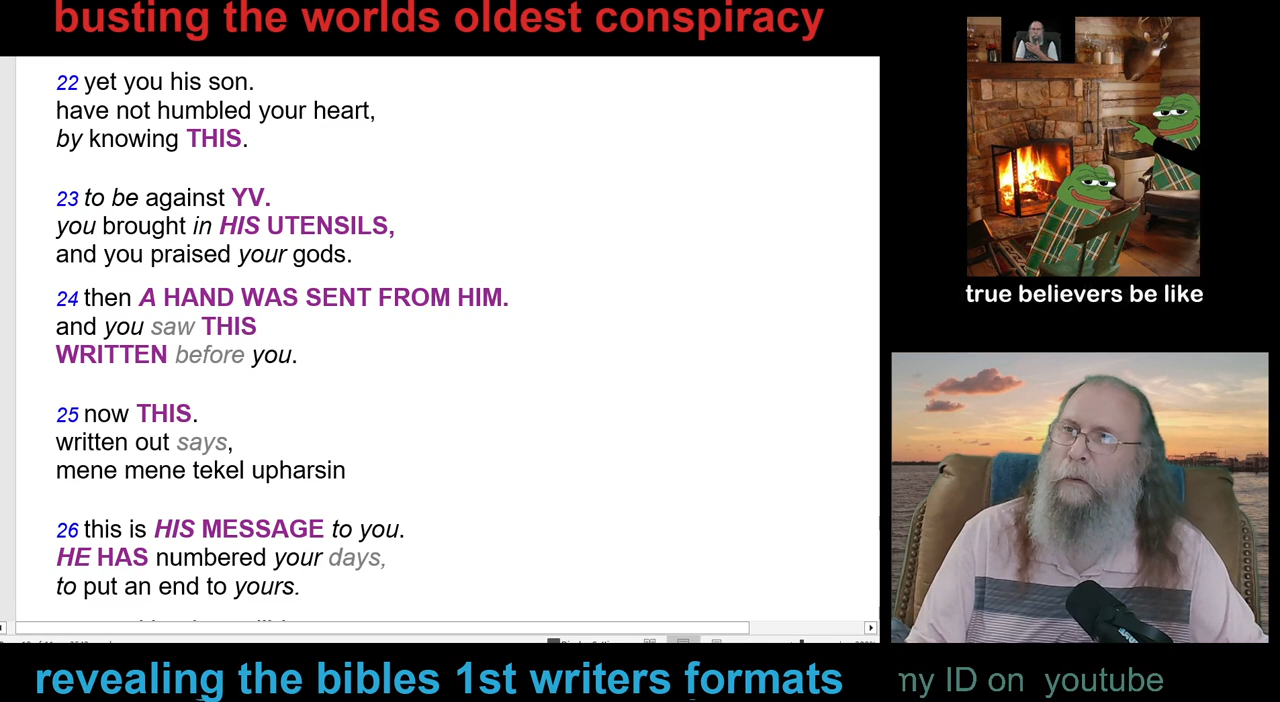 busting the worlds oldest conspiracy
22 yet you his son.
have not humbled your heart,
by knowing THIS.
23 to be against YV.
you brought in HIS UTENSILS,
and you praised your gods.
24 then A HAND WAS SENT FROM HIM.
and you saw THIS
WRITTEN before you.
25 now THIS.
written out says,
mene mene tekel upharsin
26 this is HIS MESSAGE to you.
HE HAS numbered your days,
to put an end to yours.
true believers be like
revealing the bibles 1st writers formats
my ID on youtube